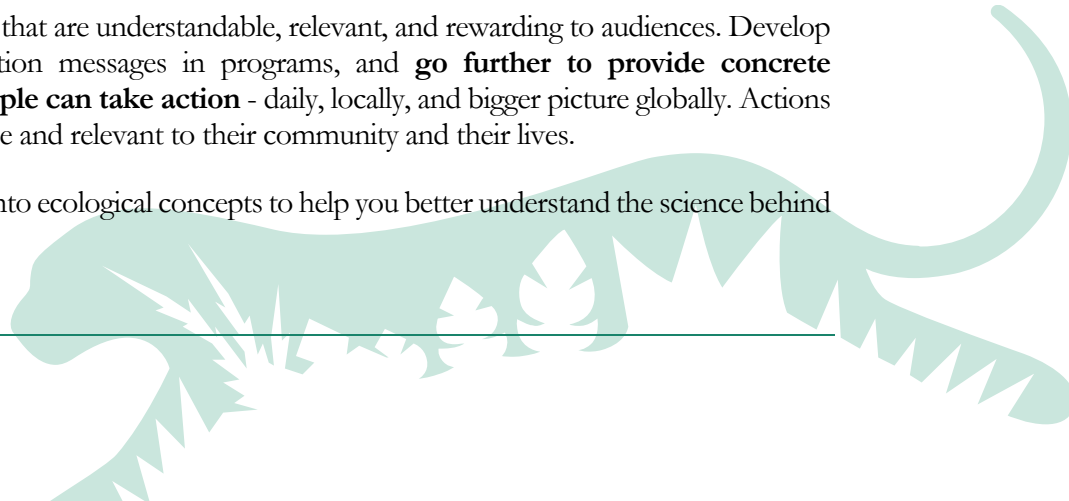 that are understandable, relevant, and rewarding to audiences. Develop
tion messages in programs, and go further to provide concrete
ple can take action - daily, locally, and bigger picture globally. Actions
e and relevant to their community and their lives.
nto ecological concepts to help you better understand the science behind